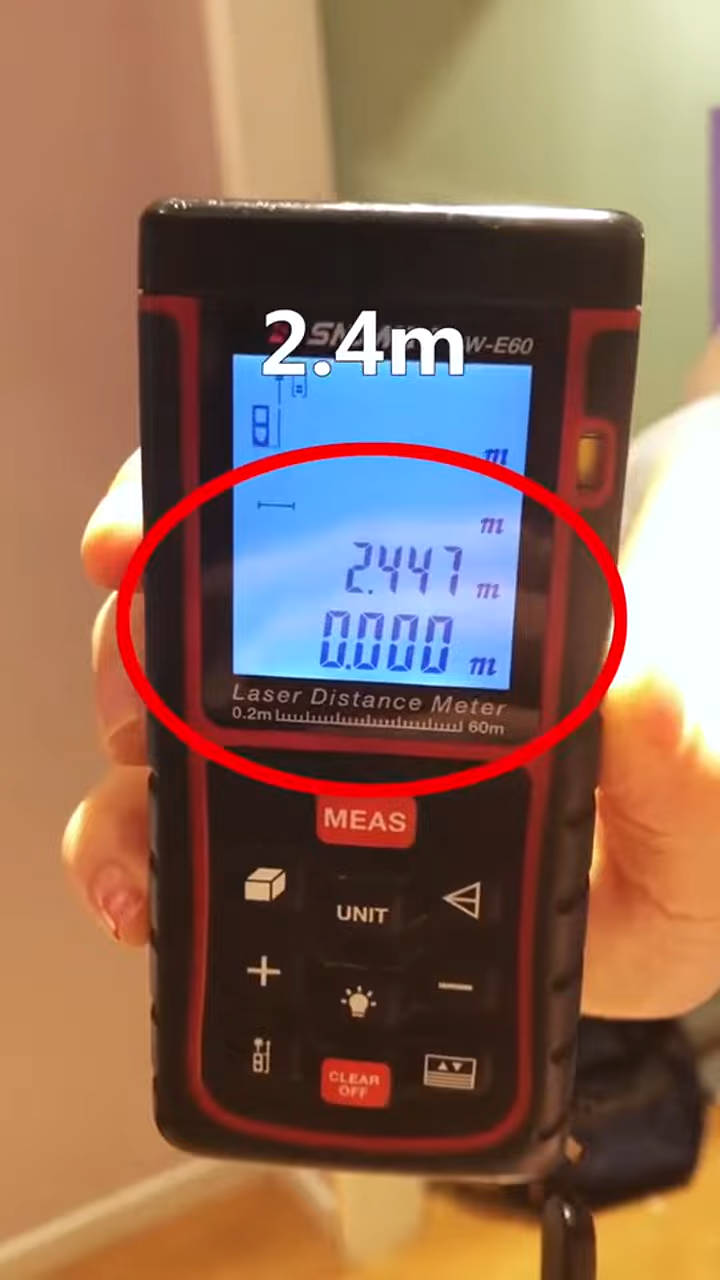 2.4m
W-E60
m
m
2.447 m
0.000 m
Laser Distance Meter
0.2m 60m
MEAS
UNIT
CLEAR
OFF